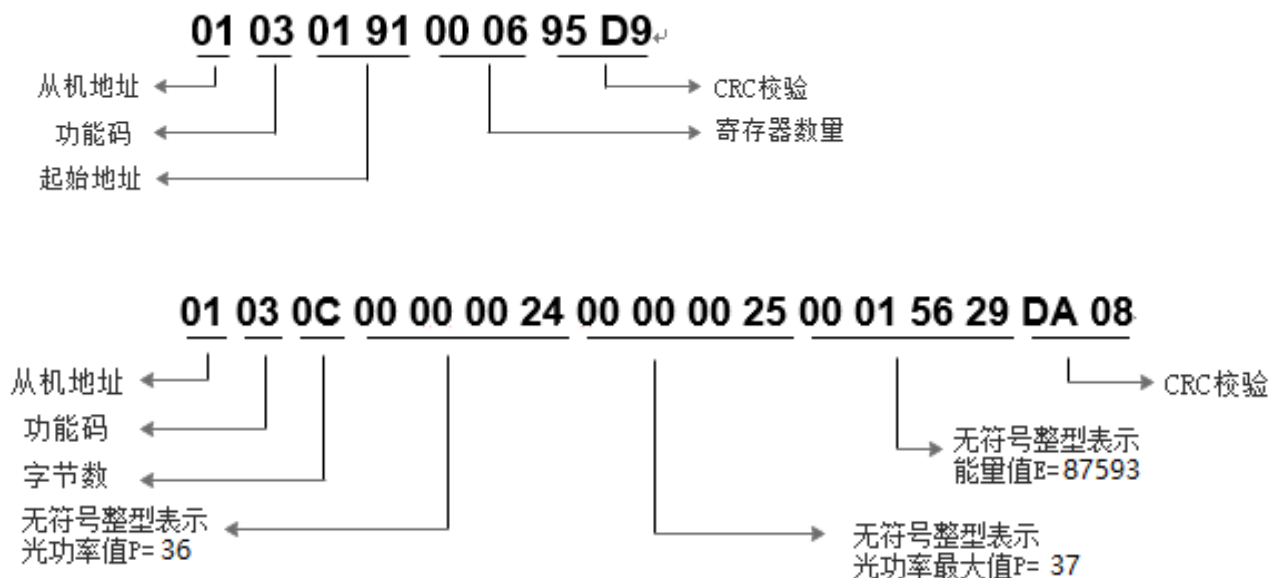 01 03 01 91 00 06 95 D9↵
从机地址
CRC校验
功能码
寄存器数量
起始地址
01 03 0C 00 00 00 24 00 00 00 25 00 01 56 29 DA 08
从机地址
CRC校验
功能码
无符号整型表示
能量值E=87593
字节数
无符号整型表示
光功率值P= 36
无符号整型表示
光功率最大值P= 37